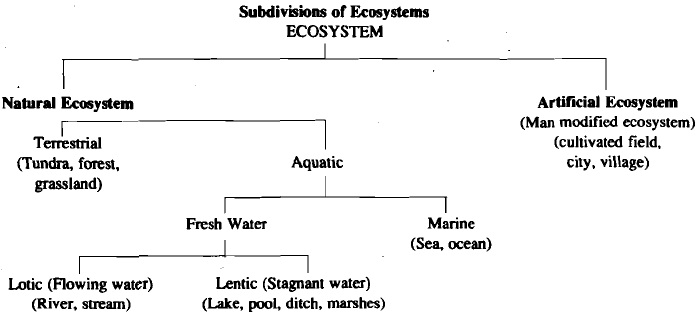 Subdivisions of Ecosystems
ECOSYSTEM
Natural Ecosystem
Artificial Ecosystem
(Man modified ecosystem)
(cultivated field,
city, village)
Terrestrial
(Tundra, forest,
grassland)
Aquatic
Fresh Water
Marine
(Sea, ocean)
Lotic (Flowing water)
(River, stream)
Lentic (Stagnant water)
(Lake, pool, ditch, marshes)